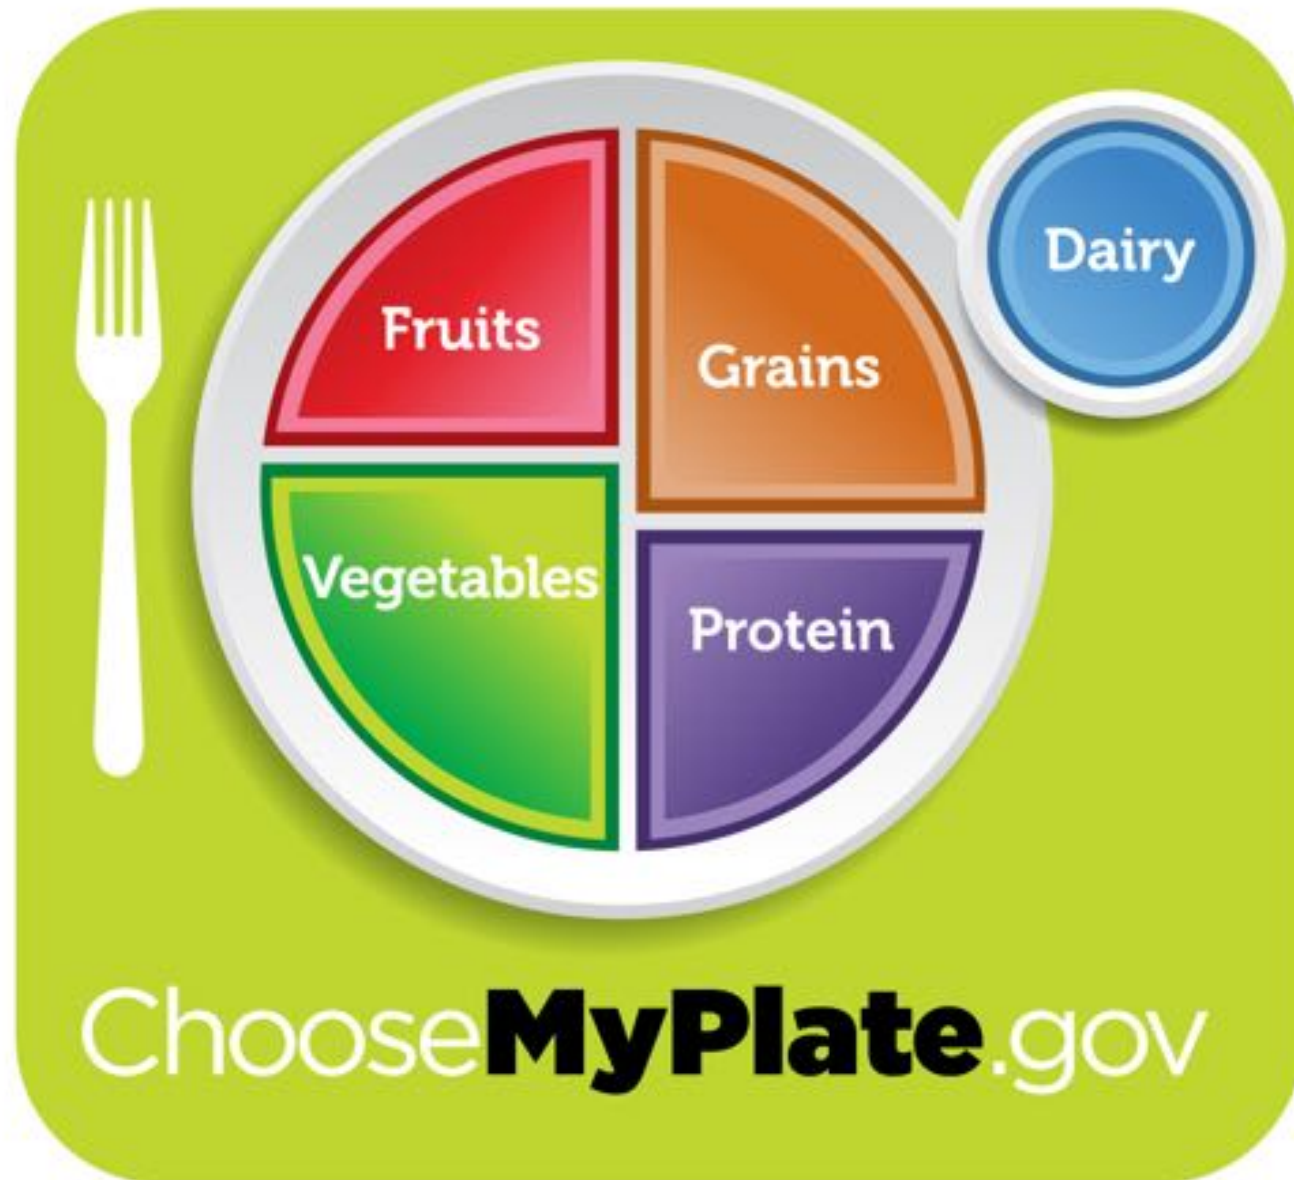 Dairy
Fruits
Grains
Vegetables
Protein
ChooseMyPlate.gov